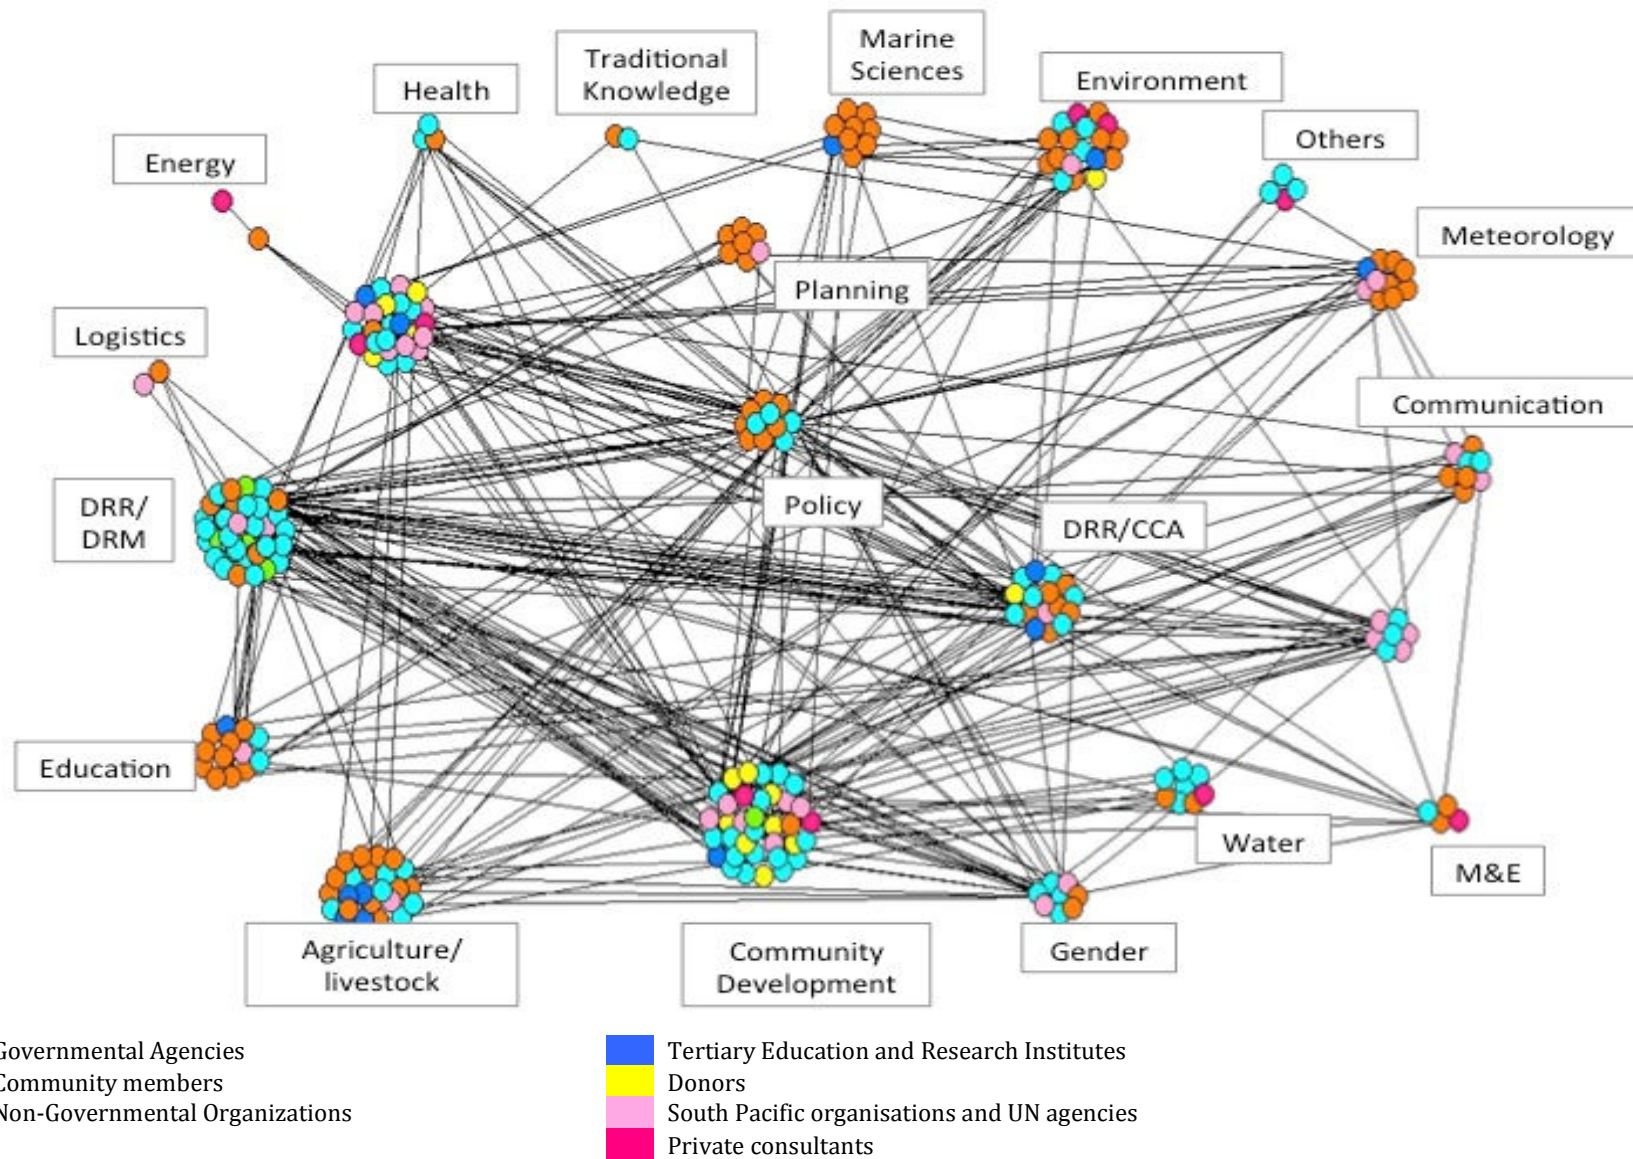 Marine
Sciences
Traditional
Knowledge
Health
Environment
Others
Energy
Meteorology
Planning
Logistics
Communication
DRR/
DRM
Policy
DRR/CCA
Education
Water
M&E
Agriculture/
livestock
Community
Development
Gender
Governmental Agencies
Tertiary Education and Research Institutes
Community members
Donors
Non-Governmental Organizations
South Pacific organisations and UN agencies
Private consultants